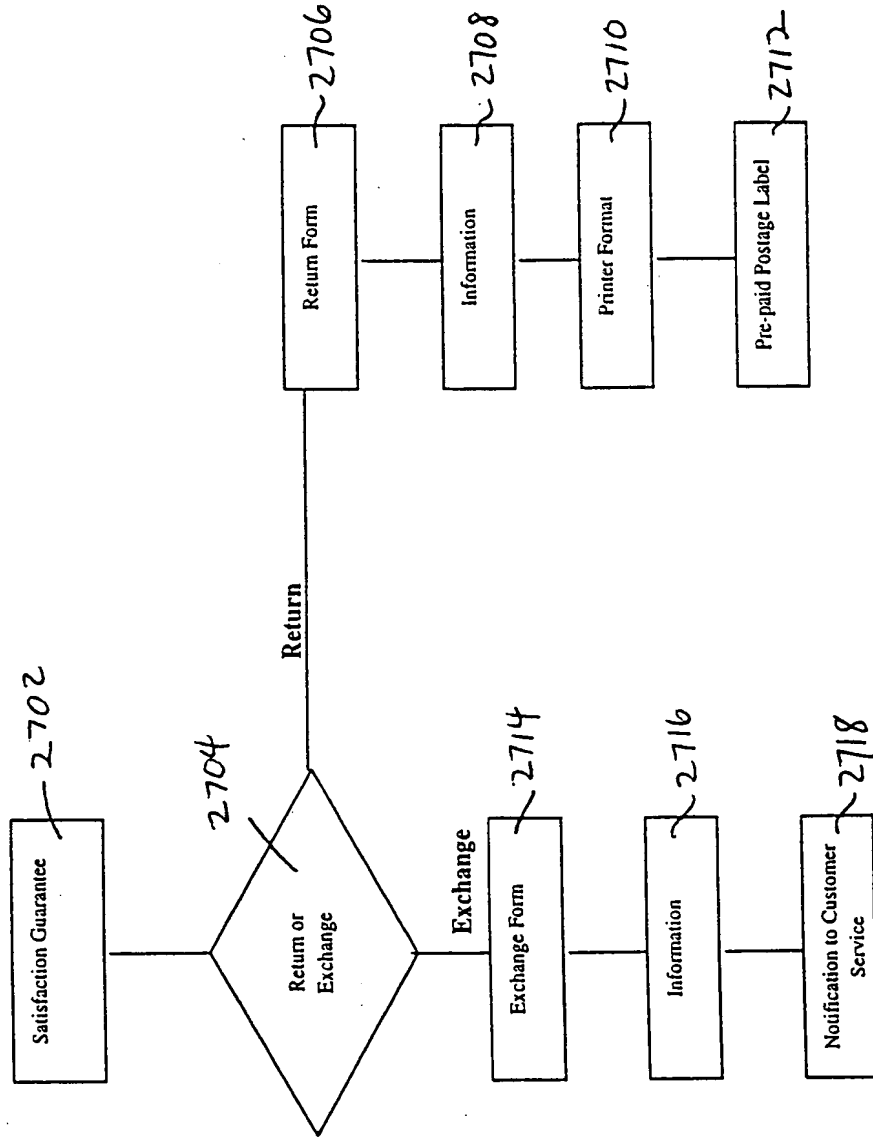 Satisfaction Guarantee
2702
Return or
Exchange
2704
Return
Return Form
2706
Information
2708
Printer Format
2710
Pre-paid Postage Label
2712
Exchange
Exchange Form
2714
Information
2716
Notification to Customer
Service
2718